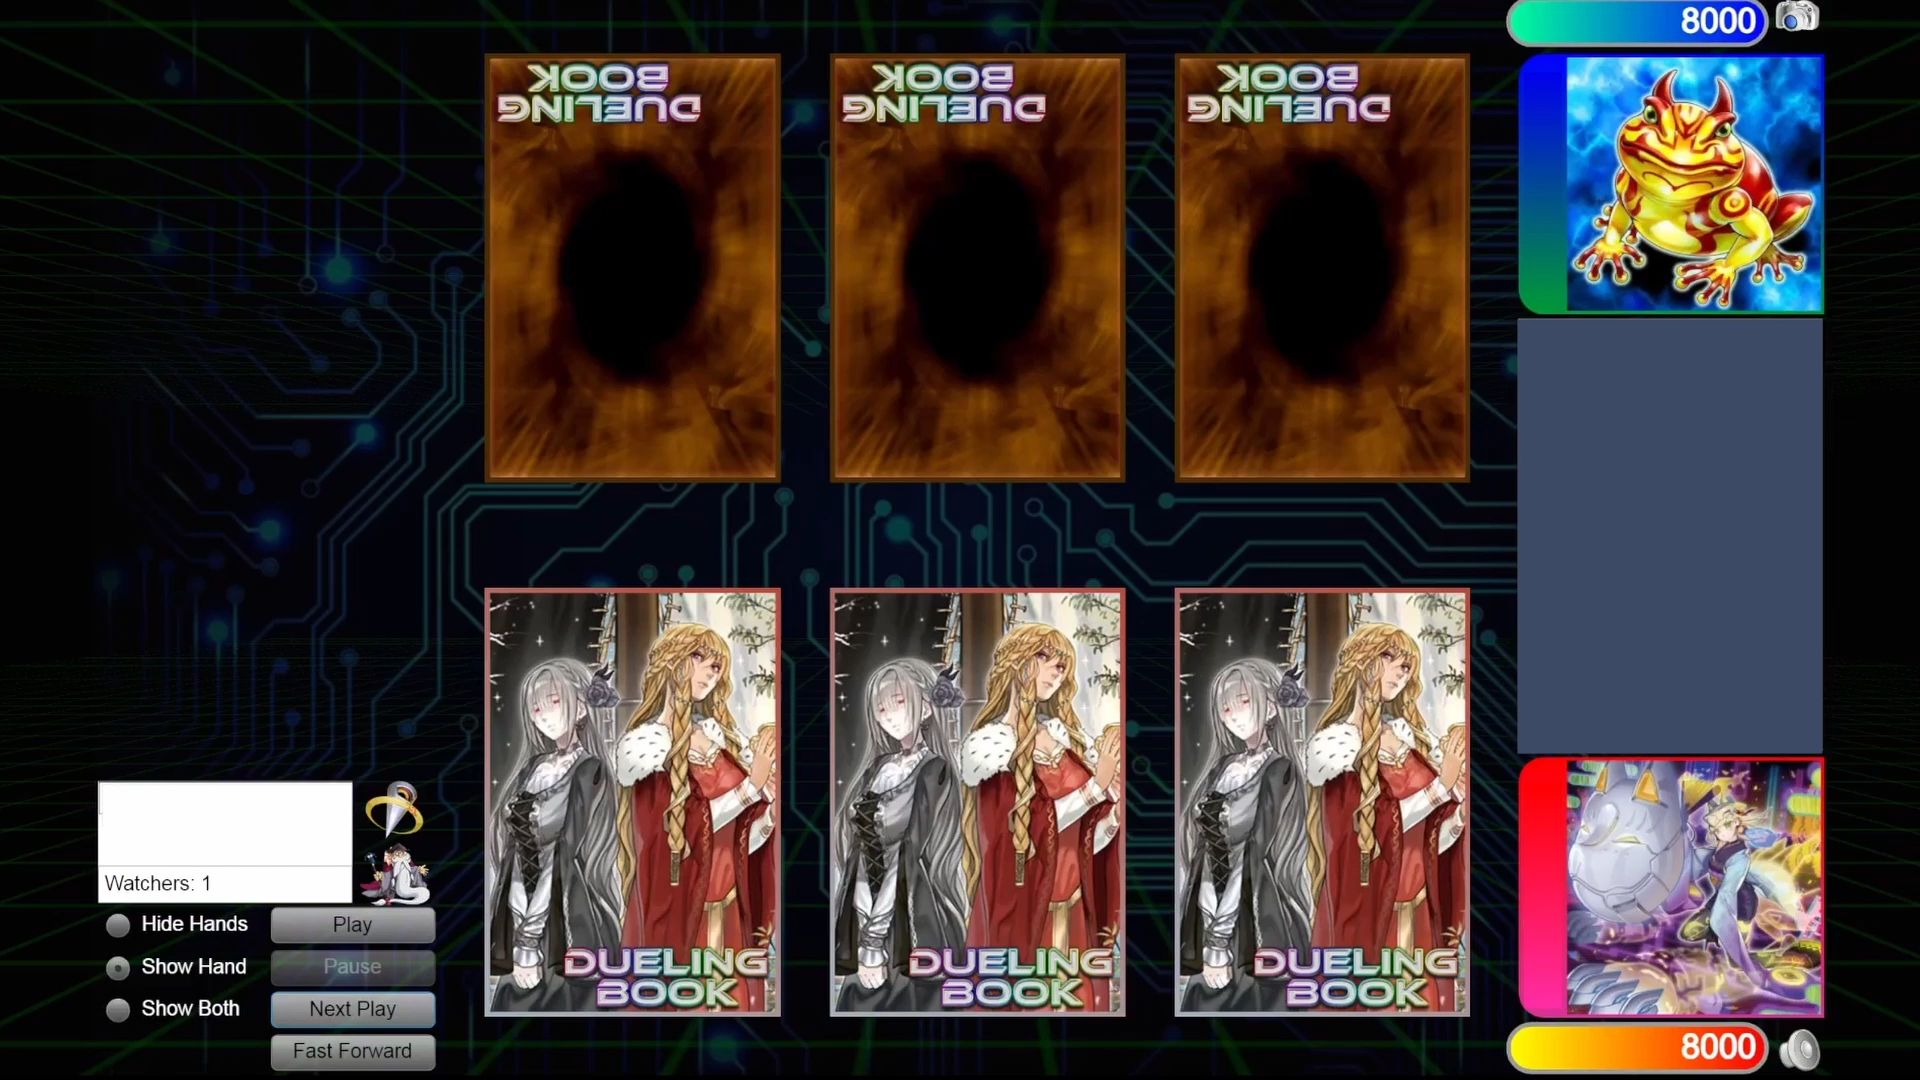 8000
DUELING
BOOK
DUELING
BOOK
DUELING
BOOK
Watchers: 1
Hide Hands
Play
Show Hand
Pause
Show Both
Next Play
Fast Forward
DUELING
BOOK
DUELING
BOOK
DUELING
BOOK
8000